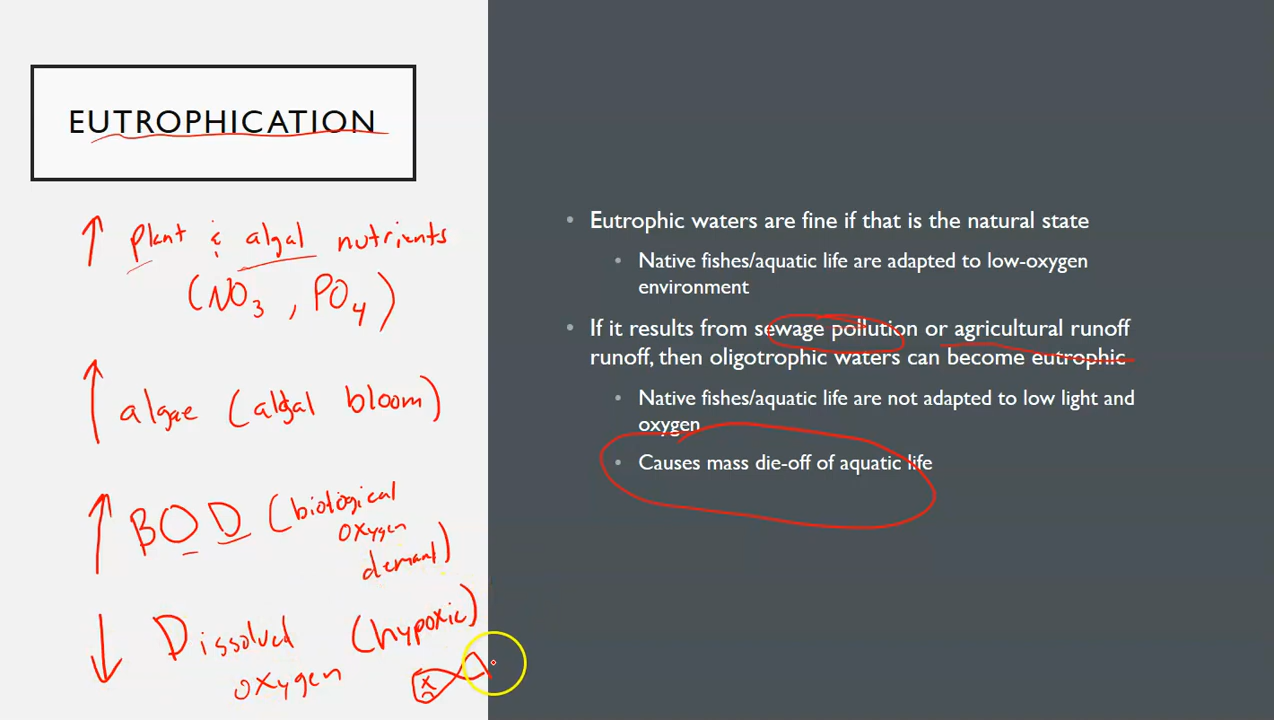 EUTROPHICATION
↑ plant & algal nutrients
(NO3, PO4)
↑ algae (algal bloom)
↑ BOD (biological
oxygen
demand)
↓ Dissolved (hypoxic)
oxygen
• Eutrophic waters are fine if that is the natural state
• Native fishes/aquatic life are adapted to low-oxygen
environment
• If it results from sewage pollution or agricultural runoff
runoff, then oligotrophic waters can become eutrophic
• Native fishes/aquatic life are not adapted to low light and
oxygen
• Causes mass die-off of aquatic life